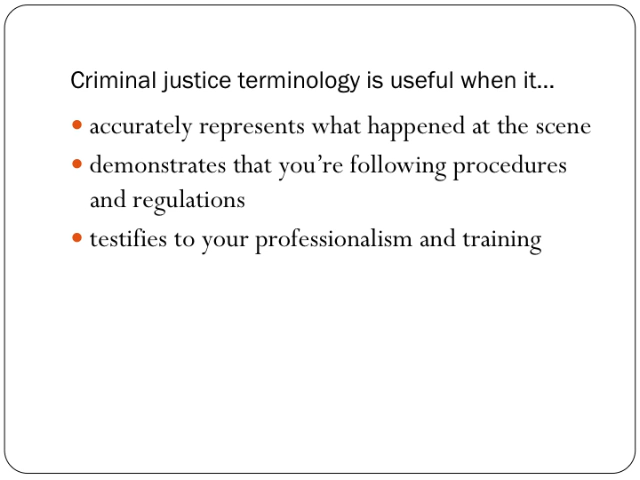 Criminal justice terminology is useful when it...
• accurately represents what happened at the scene
• demonstrates that you’re following procedures
and regulations
• testifies to your professionalism and training